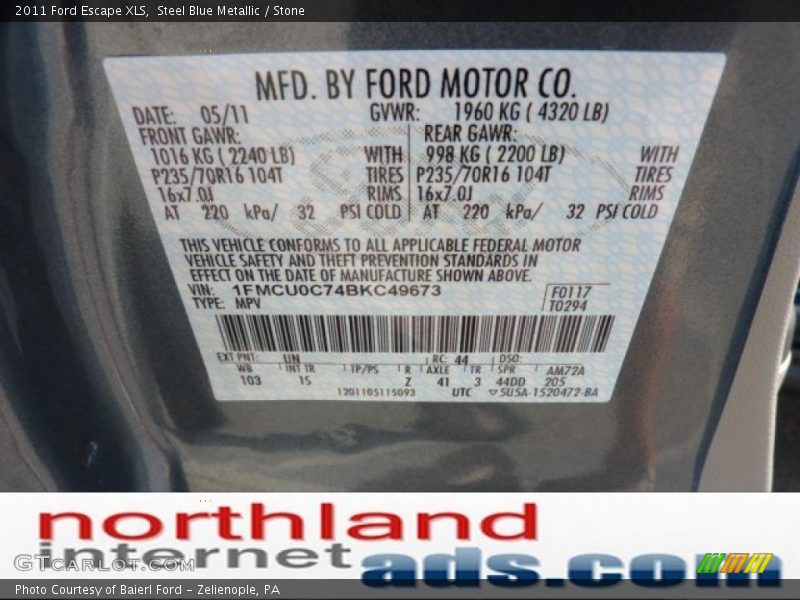 2011 Ford Escape XLS, Steel Blue Metallic / Stone
MFD. BY FORD MOTOR CO.
DATE: 05/11 GVWR: 1960 KG ( 4320 LB)
FRONT GAWR: REAR GAWR:
1016 KG ( 2240 LB) WITH 998 KG ( 2200 LB) WITH
P235/70R16 104T TIRES P235/70R16 104T TIRES
16x7.0J RIMS 16x7.0J RIMS
AT 220 kPa/ 32 PSI COLD AT 220 kPa/ 32 PSI COLD
THIS VEHICLE CONFORMS TO ALL APPLICABLE FEDERAL MOTOR
VEHICLE SAFETY AND THEFT PREVENTION STANDARDS IN
EFFECT ON THE DATE OF MANUFACTURE SHOWN ABOVE.
VIN: 1FMCU0C74BKC49673 F0117
TYPE: MPV T0294
EXT PNT: UN RC: 44 DSO:
WB INT TR TP/PS R AXLE TR SPR AM72A
103 15 Z 41 3 44DD 205
1201105115093 UTC ▽5U5A-1520472-BA
northland
internet
ads.com
GTCARLOT.COM
Photo Courtesy of Baierl Ford - Zelienople, PA